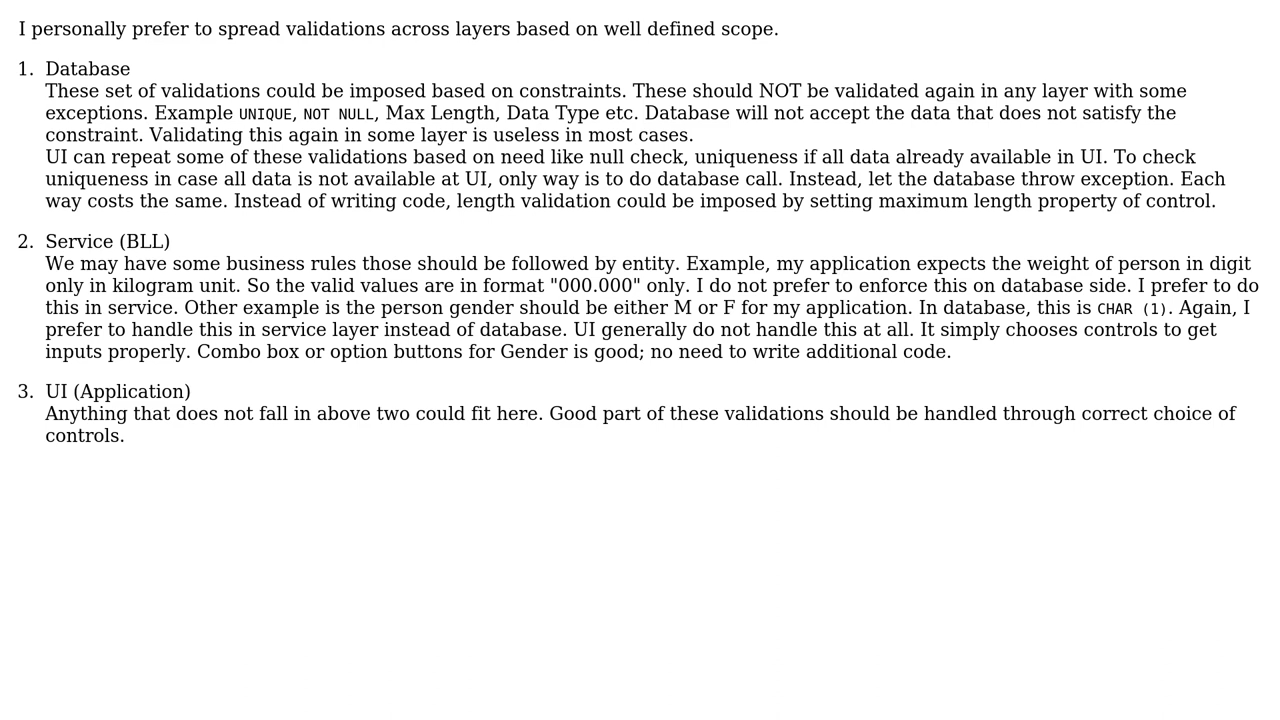 I personally prefer to spread validations across layers based on well defined scope.
1. Database
These set of validations could be imposed based on constraints. These should NOT be validated again in any layer with some
exceptions. Example UNIQUE, NOT NULL, Max Length, Data Type etc. Database will not accept the data that does not satisfy the
constraint. Validating this again in some layer is useless in most cases.
UI can repeat some of these validations based on need like null check, uniqueness if all data already available in UI. To check
uniqueness in case all data is not available at UI, only way is to do database call. Instead, let the database throw exception. Each
way costs the same. Instead of writing code, length validation could be imposed by setting maximum length property of control.
2. Service (BLL)
We may have some business rules those should be followed by entity. Example, my application expects the weight of person in digit
only in kilogram unit. So the valid values are in format "000.000" only. I do not prefer to enforce this on database side. I prefer to do
this in service. Other example is the person gender should be either M or F for my application. In database, this is CHAR (1). Again, I
prefer to handle this in service layer instead of database. UI generally do not handle this at all. It simply chooses controls to get
inputs properly. Combo box or option buttons for Gender is good; no need to write additional code.
3. UI (Application)
Anything that does not fall in above two could fit here. Good part of these validations should be handled through correct choice of
controls.